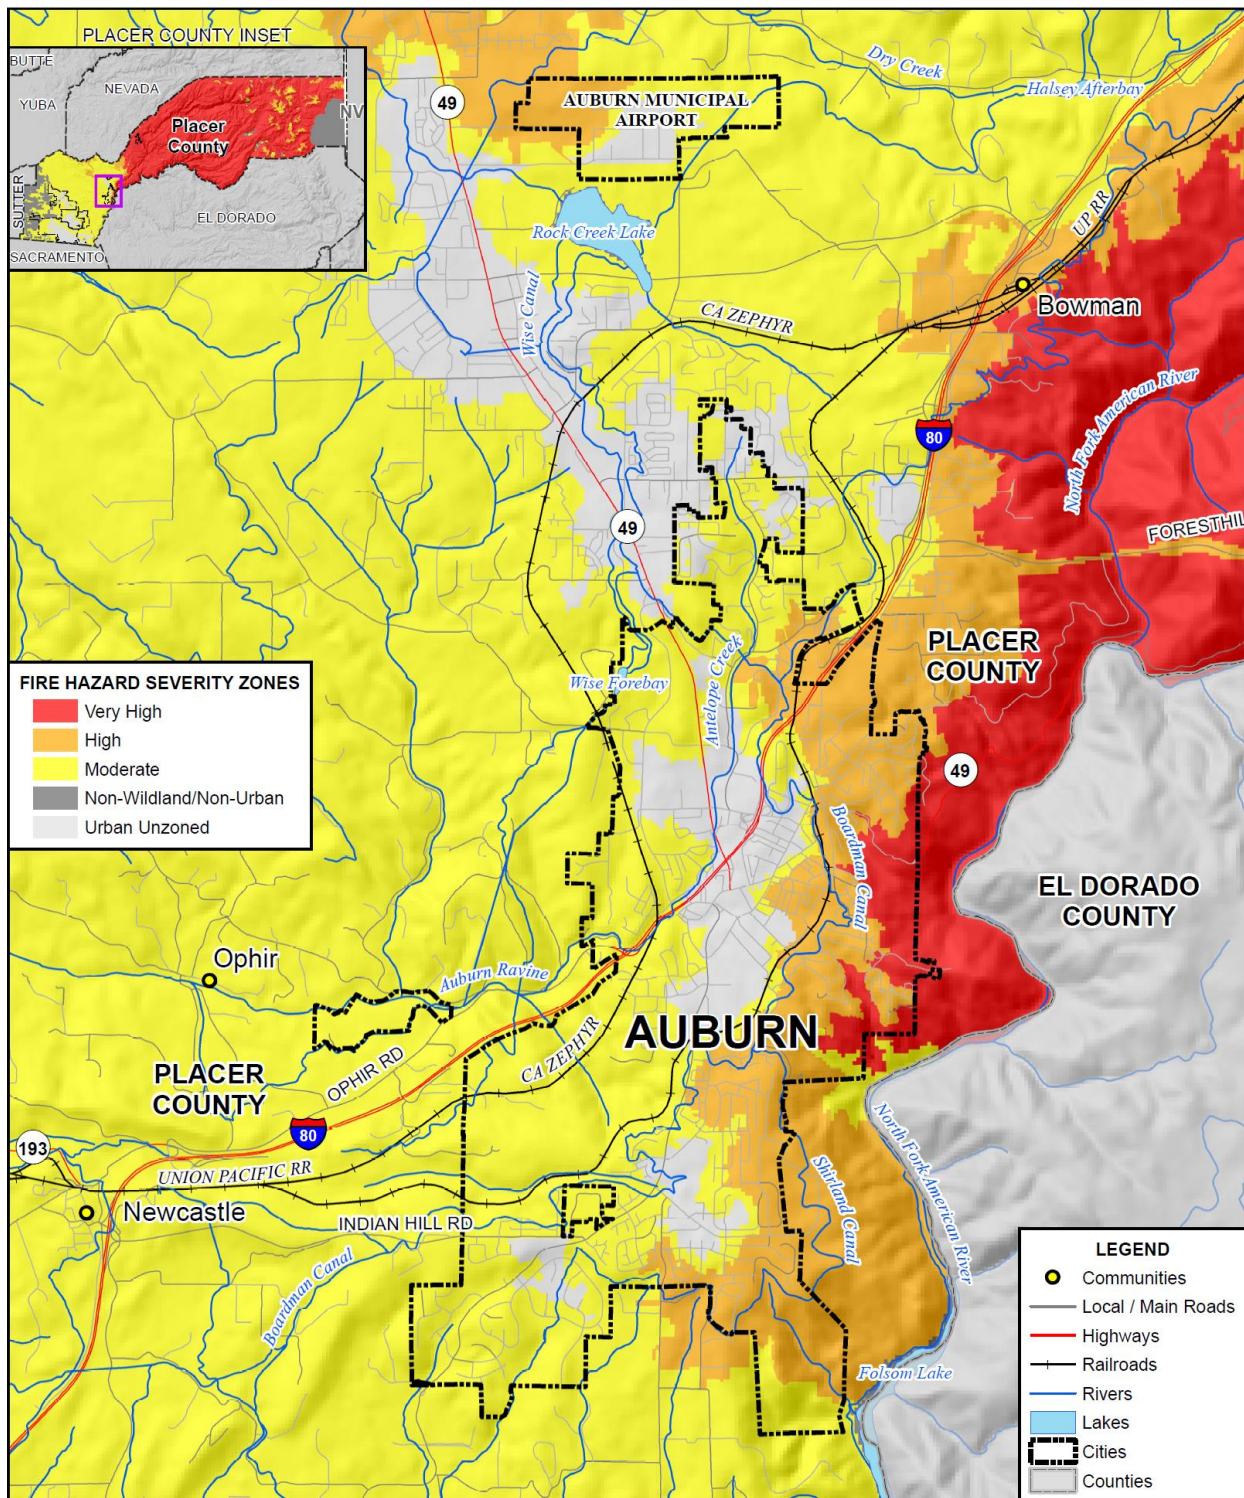 PLACER COUNTY INSET
BUTTE
NEVADA
YUBA
Placer
County
NV
SUTTER
EL DORADO
SACRAMENTO
49
AUBURN MUNICIPAL
AIRPORT
Dry Creek
Halsey Afterbay
UP RR
Rock Creek Lake
Wise Canal
CA ZEPHYR
Bowman
North Fork American River
80
49
FORESTHIL
PLACER
COUNTY
Wise Forebay
Antelope Creek
FIRE HAZARD SEVERITY ZONES
Very High
High
Moderate
Non-Wildland/Non-Urban
Urban Unzoned
49
Boardman Canal
EL DORADO
COUNTY
Ophir
Auburn Ravine
AUBURN
CA ZEPHYR
OPHIR RD
PLACER
COUNTY
80
193
UNION PACIFIC RR
North Fork American River
Shirland Canal
Newcastle
INDIAN HILL RD
Boardman Canal
Folsom Lake
LEGEND
Communities
Local / Main Roads
Highways
Railroads
Rivers
Lakes
Cities
Counties